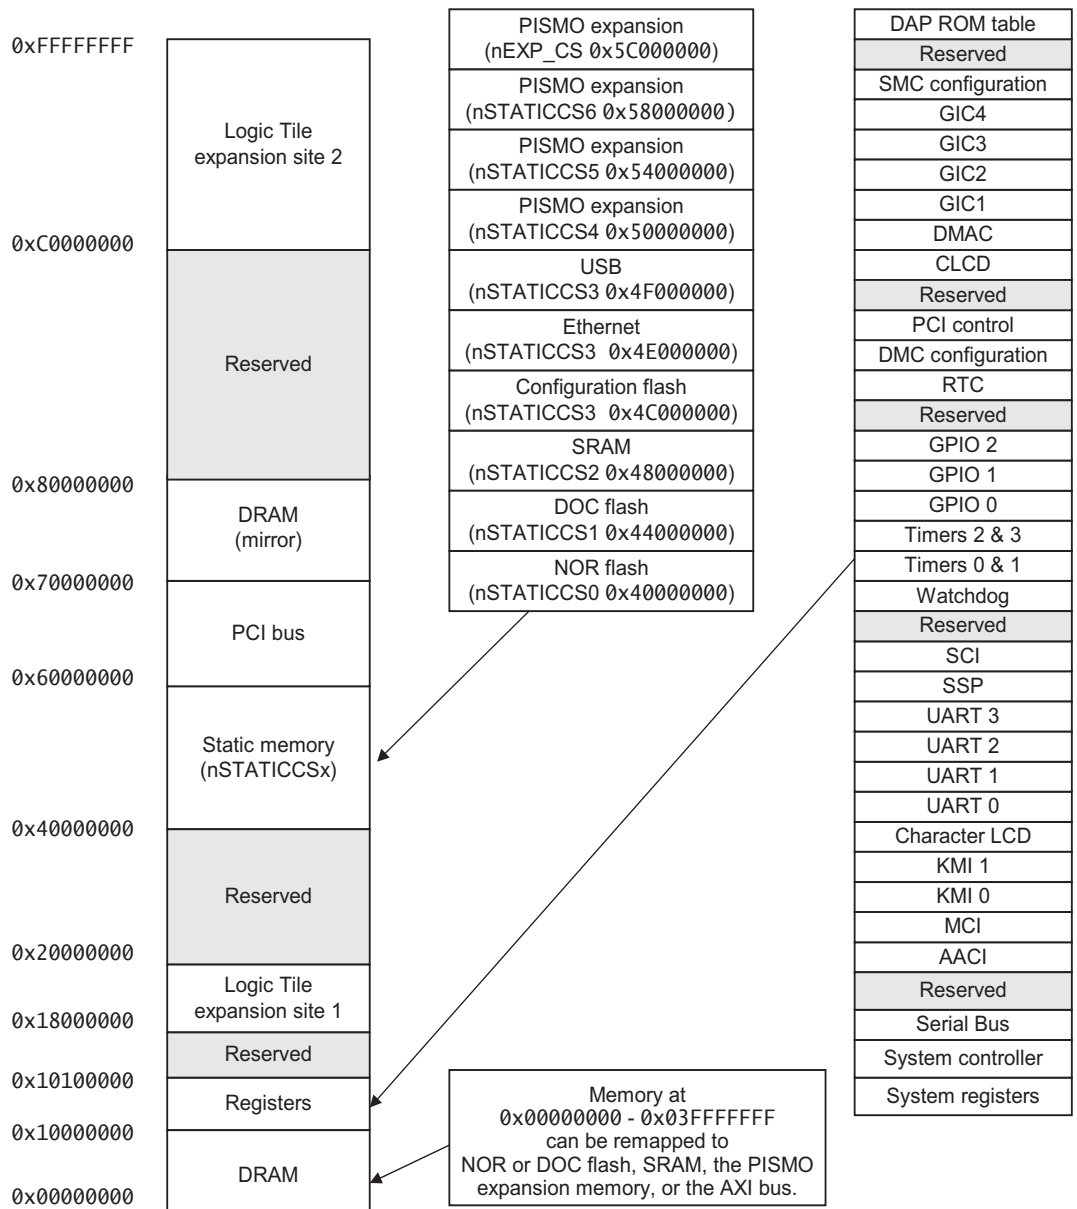 0xFFFFFFFF
Logic Tile
expansion site 2
0xC0000000
Reserved
0x80000000
DRAM
(mirror)
0x70000000
PCI bus
0x60000000
Static memory
(nSTATICCSx)
0x40000000
Reserved
0x20000000
Logic Tile
expansion site 1
0x18000000
Reserved
0x10100000
Registers
0x10000000
DRAM
0x00000000
PISMO expansion
(nEXP_CS 0x5C000000)
PISMO expansion
(nSTATICCS6 0x58000000)
PISMO expansion
(nSTATICCS5 0x54000000)
PISMO expansion
(nSTATICCS4 0x50000000)
USB
(nSTATICCS3 0x4F000000)
Ethernet
(nSTATICCS3 0x4E000000)
Configuration flash
(nSTATICCS3 0x4C000000)
SRAM
(nSTATICCS2 0x48000000)
DOC flash
(nSTATICCS1 0x44000000)
NOR flash
(nSTATICCS0 0x40000000)
Memory at
0x00000000 - 0x03FFFFFF
can be remapped to
NOR or DOC flash, SRAM, the PISMO
expansion memory, or the AXI bus.
DAP ROM table
Reserved
SMC configuration
GIC4
GIC3
GIC2
GIC1
DMAC
CLCD
Reserved
PCI control
DMC configuration
RTC
Reserved
GPIO 2
GPIO 1
GPIO 0
Timers 2 & 3
Timers 0 & 1
Watchdog
Reserved
SCI
SSP
UART 3
UART 2
UART 1
UART 0
Character LCD
KMI 1
KMI 0
MCI
AACI
Reserved
Serial Bus
System controller
System registers